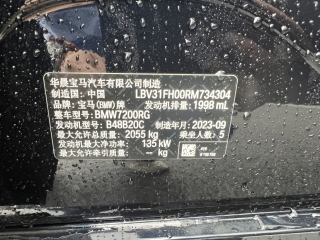 华晨宝马汽车有限公司制造
制造国：中国 LBV31FH00RM734304
品牌：宝马(BMW)牌 发动机排量：1998 mL
整车型号：BMW7200RG
发动机型号：B48B20C 制造年月：2023-09
最大允许总质量：2055 kg 乘坐人数：5
发动机最大净功率：135 kW
最大允许牵引质量：--- kg